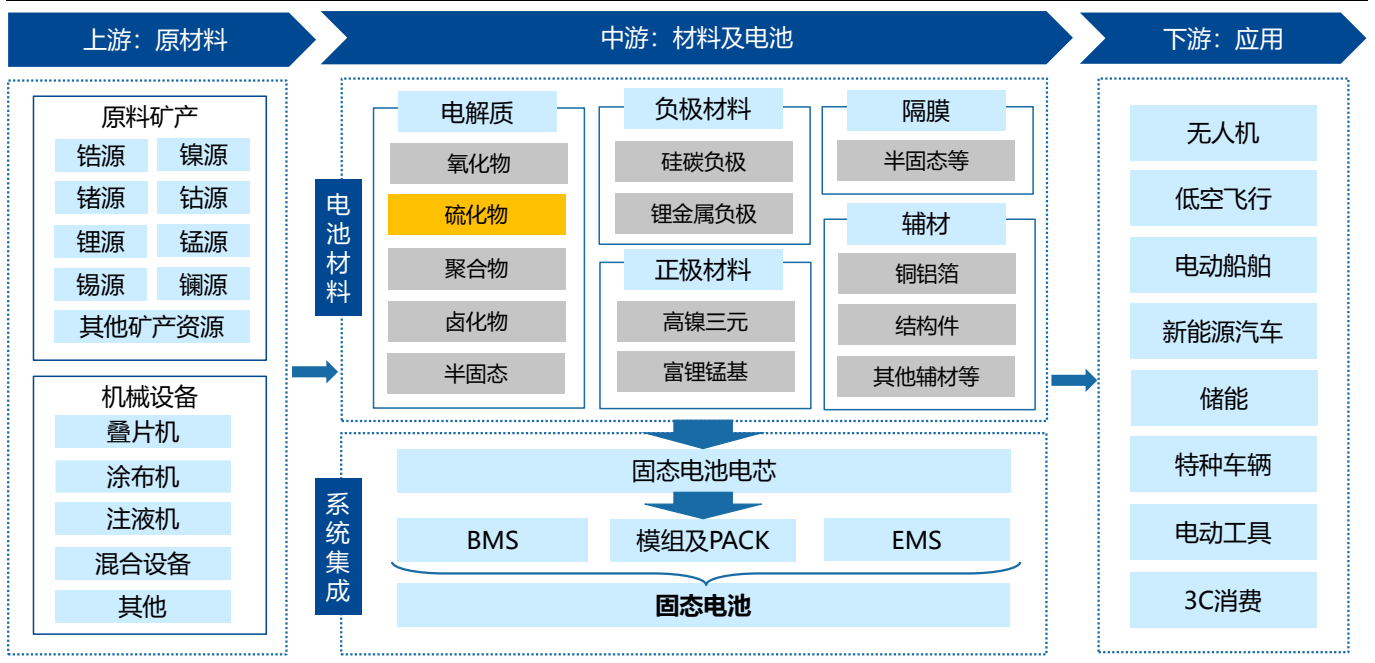 上游：原材料
中游：材料及电池
下游：应用
原料矿产
锆源
镍源
锗源
钴源
锂源
锰源
锡源
镧源
其他矿产资源
机械设备
叠片机
涂布机
注液机
混合设备
其他
电池材料
电解质
氧化物
硫化物
聚合物
卤化物
半固态
负极材料
硅碳负极
锂金属负极
正极材料
高镍三元
富锂锰基
隔膜
半固态等
辅材
铜铝箔
结构件
其他辅材等
系统集成
固态电池电芯
BMS
模组及PACK
EMS
固态电池
无人机
低空飞行
电动船舶
新能源汽车
储能
特种车辆
电动工具
3C消费